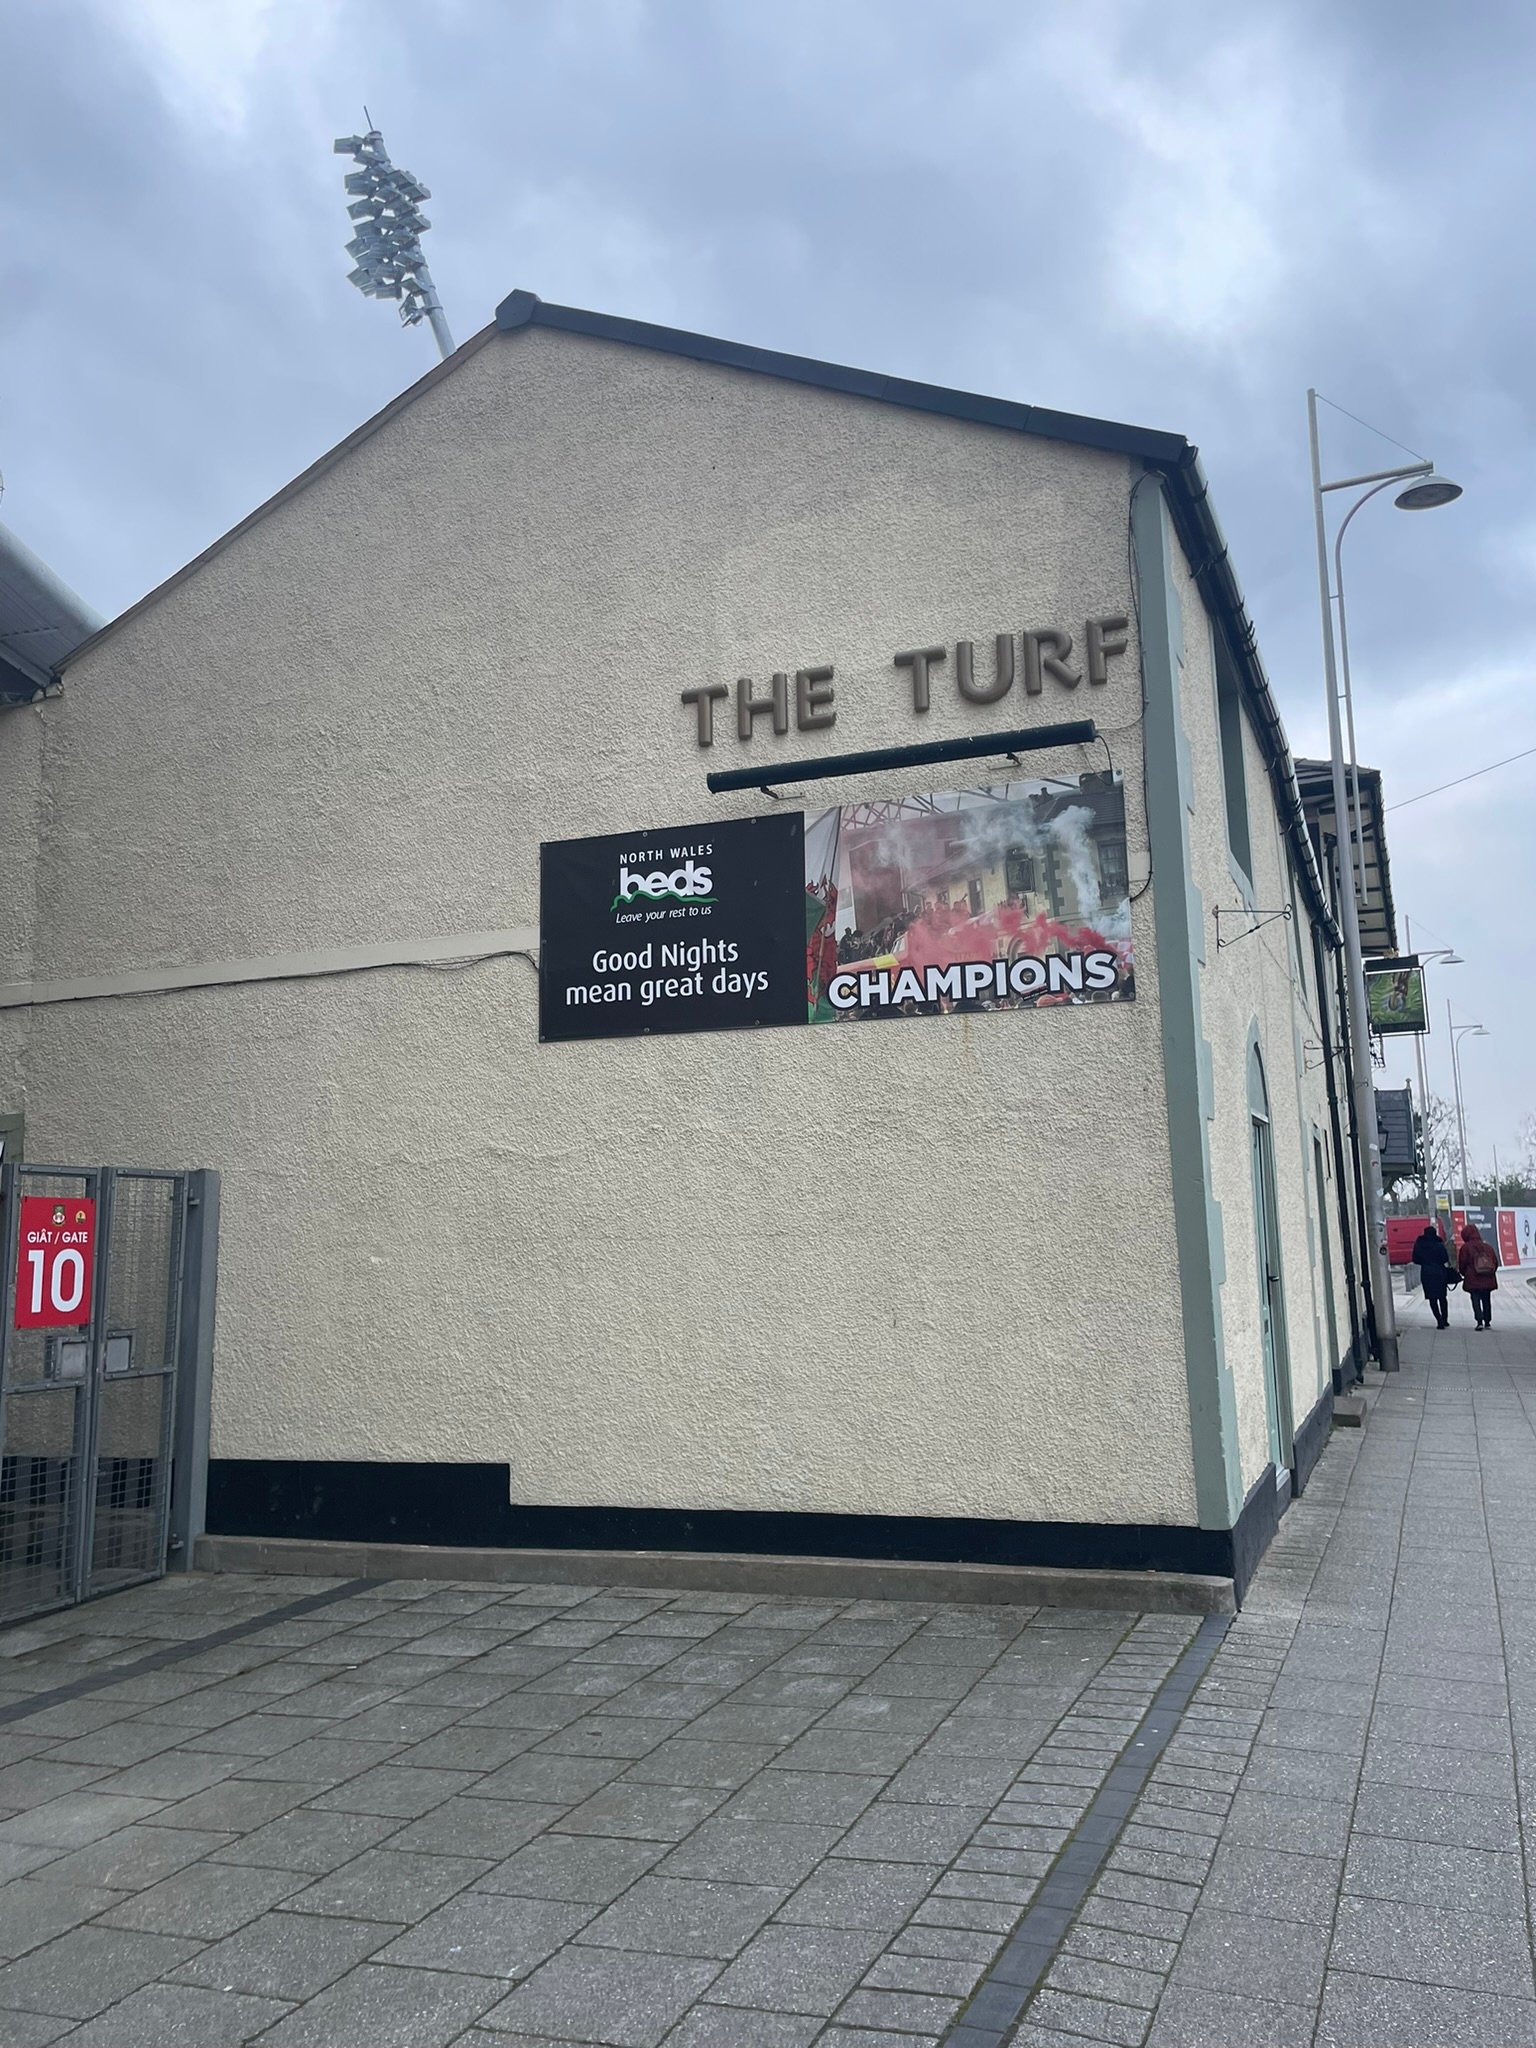 THE TURF
NORTH WALES
beds
Leave your rest to us
Good Nights
mean great days
CHAMPIONS
GIÂT / GATE
10